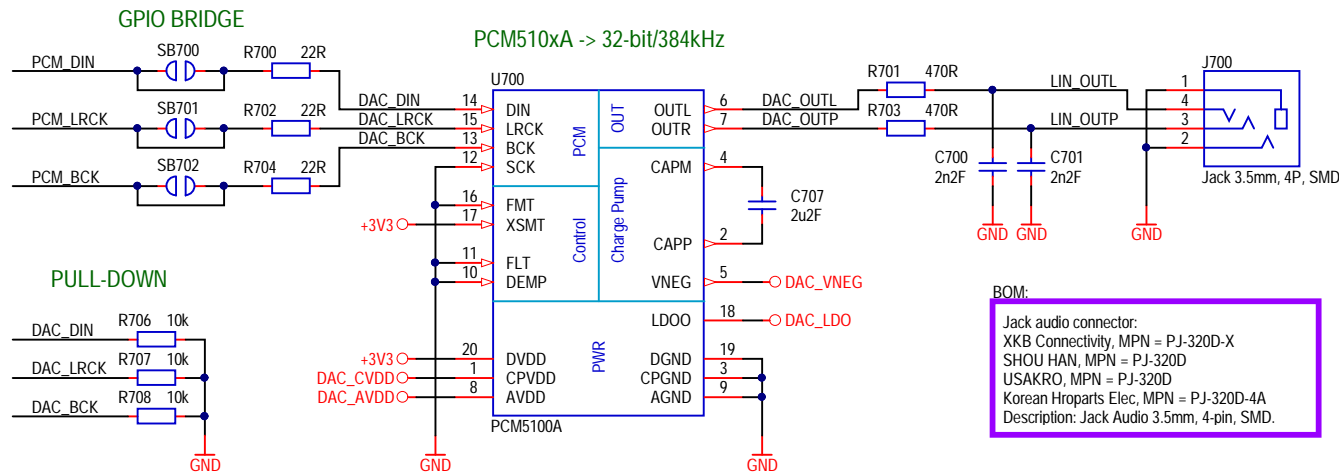 GPIO BRIDGE
PCM_DIN
SB700
R700 22R
PCM_LRCK
SB701
R702 22R
PCM_BCK
SB702
R704 22R
DAC_DIN
DAC_LRCK
DAC_BCK
PCM510xA -> 32-bit/384kHz
U700
14 DIN
15 LRCK
13 BCK
12 SCK
16 FMT
+3V3 17 XSMT
11 FLT
10 DEMP
+3V3 20 DVDD
DAC_CVDD 1 CPVDD
DAC_AVDD 8 AVDD
PCM
OUT
Control
Charge Pump
PWR
OUTL 6 DAC_OUTL
OUTR 7 DAC_OUTP
CAPM 4
C707
2u2F
CAPP 2
VNEG 5 DAC_VNEG
LDOO 18 DAC_LDO
DGND 19
CPGND 3
AGND 9
PCM5100A
GND
GND
R701 470R
R703 470R
LIN_OUTL
LIN_OUTP
C700
2n2F
C701
2n2F
GND
GND
GND
J700
1
4
3
2
Jack 3.5mm, 4P, SMD
PULL-DOWN
DAC_DIN
R706 10k
DAC_LRCK
R707 10k
DAC_BCK
R708 10k
GND
BOM:
Jack audio connector:
XKB Connectivity, MPN = PJ-320D-X
SHOU HAN, MPN = PJ-320D
USAKRO, MPN = PJ-320D
Korean Hroparts Elec, MPN = PJ-320D-4A
Description: Jack Audio 3.5mm, 4-pin, SMD.